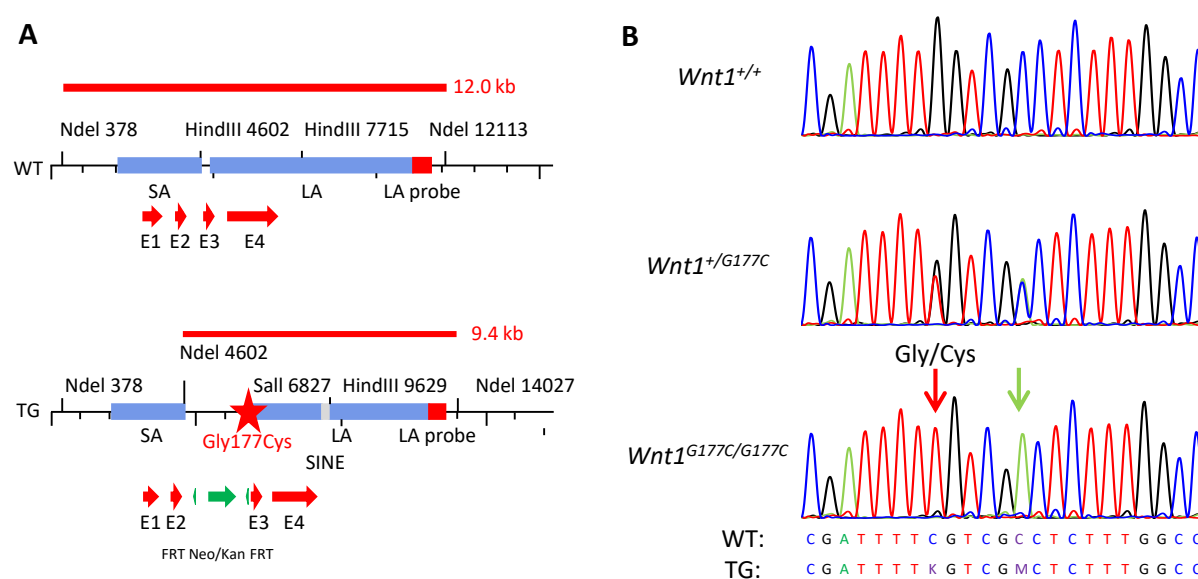 A
12.0 kb
NdeI 378 HindIII 4602 HindIII 7715 NdeI 12113
WT
SA LA LA probe
E1 E2 E3 E4
9.4 kb
NdeI 4602
NdeI 378 SalI 6827 HindIII 9629 NdeI 14027
TG
SA Gly177Cys LA LA probe
SINE
E1 E2 E3 E4
FRT Neo/Kan FRT
B
Wnt1+/+
Wnt1+/G177C
Gly/Cys
Wnt1G177C/G177C
WT: C G A T T T T C G T C G C C T C T T T G G C C
TG: C G A T T T T K G T C G M C T C T T T G G C C